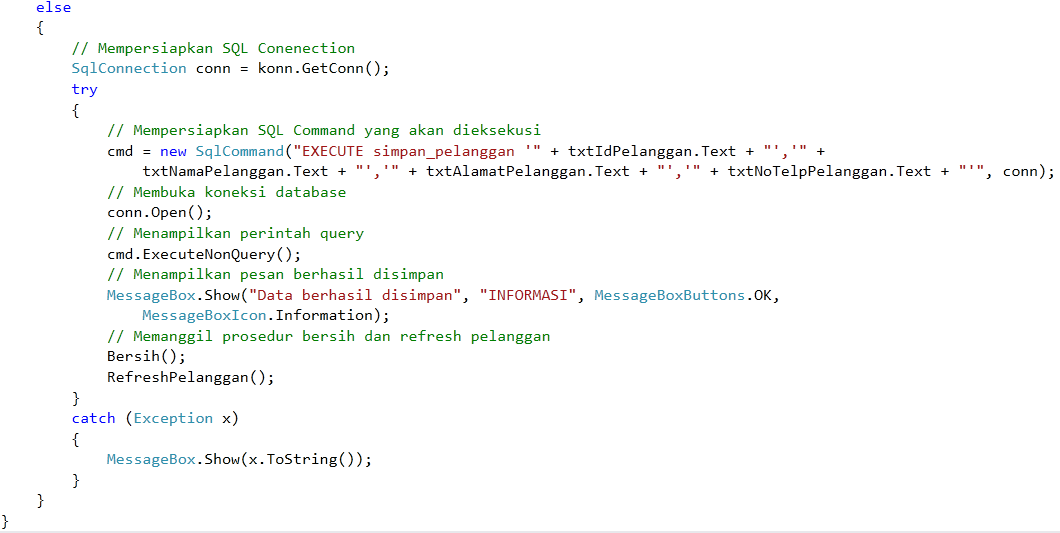 else
{
// Mempersiapkan SQL Conenection
SqlConnection conn = konn.GetConn();
try
{
// Mempersiapkan SQL Command yang akan dieksekusi
cmd = new SqlCommand("EXECUTE simpan_pelanggan '" + txtIdPelanggan.Text + "','" +
txtNamaPelanggan.Text + "','" + txtAlamatPelanggan.Text + "','" + txtNoTelpPelanggan.Text + "'", conn);
// Membuka koneksi database
conn.Open();
// Menampilkan perintah query
cmd.ExecuteNonQuery();
// Menampilkan pesan berhasil disimpan
MessageBox.Show("Data berhasil disimpan", "INFORMASI", MessageBoxButtons.OK,
MessageBoxIcon.Information);
// Memanggil prosedur bersih dan refresh pelanggan
Bersih();
RefreshPelanggan();
}
catch (Exception x)
{
MessageBox.Show(x.ToString());
}
}
}